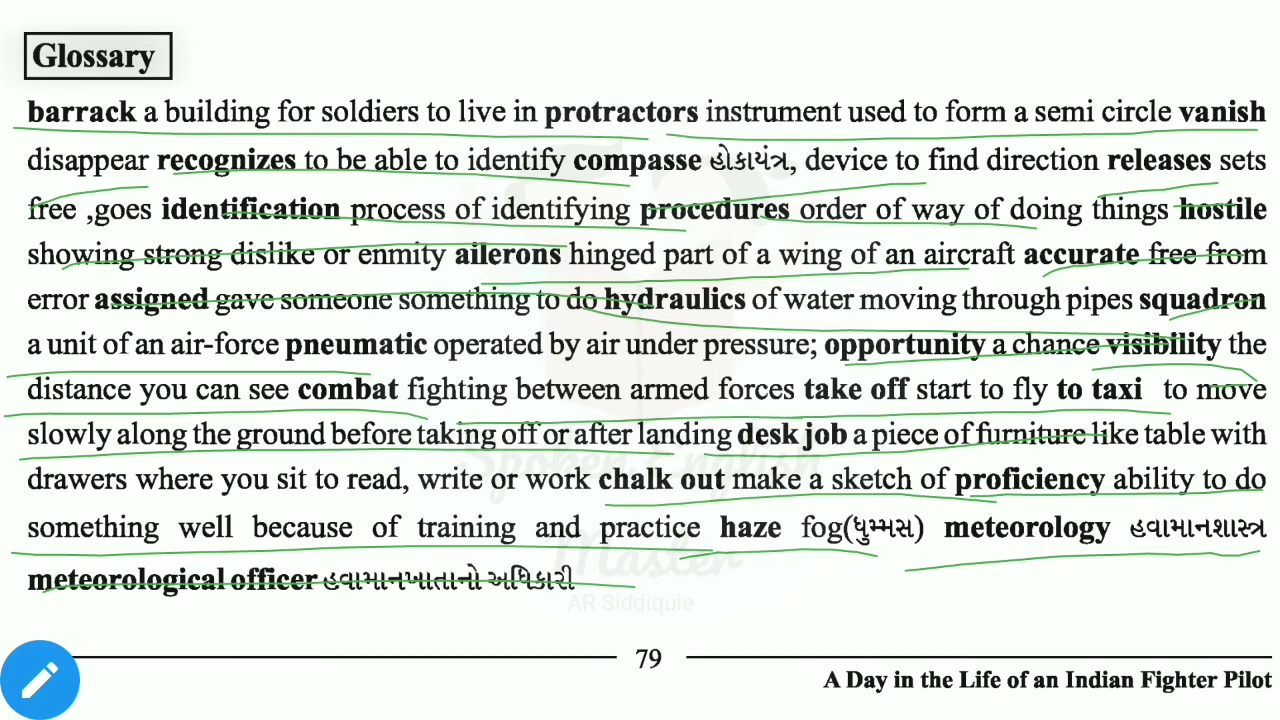 Glossary
barrack a building for soldiers to live in protractors instrument used to form a semi circle vanish
disappear recognizes to be able to identify compasse હોકાયંત્ર, device to find direction releases sets
free ,goes identification process of identifying procedures order of way of doing things hostile
showing strong dislike or enmity ailerons hinged part of a wing of an aircraft accurate free from
error assigned gave someone something to do hydraulics of water moving through pipes squadron
a unit of an air-force pneumatic operated by air under pressure; opportunity a chance visibility the
distance you can see combat fighting between armed forces take off start to fly to taxi to move
slowly along the ground before taking off or after landing desk job a piece of furniture like table with
drawers where you sit to read, write or work chalk out make a sketch of proficiency ability to do
something well because of training and practice haze fog(ધુમ્મસ) meteorology હવામાનશાસ્ત્ર
meteorological officer હવામાનખાતાનો અધિકારી
Spoken English
Master
AR Siddiquie
79
A Day in the Life of an Indian Fighter Pilot